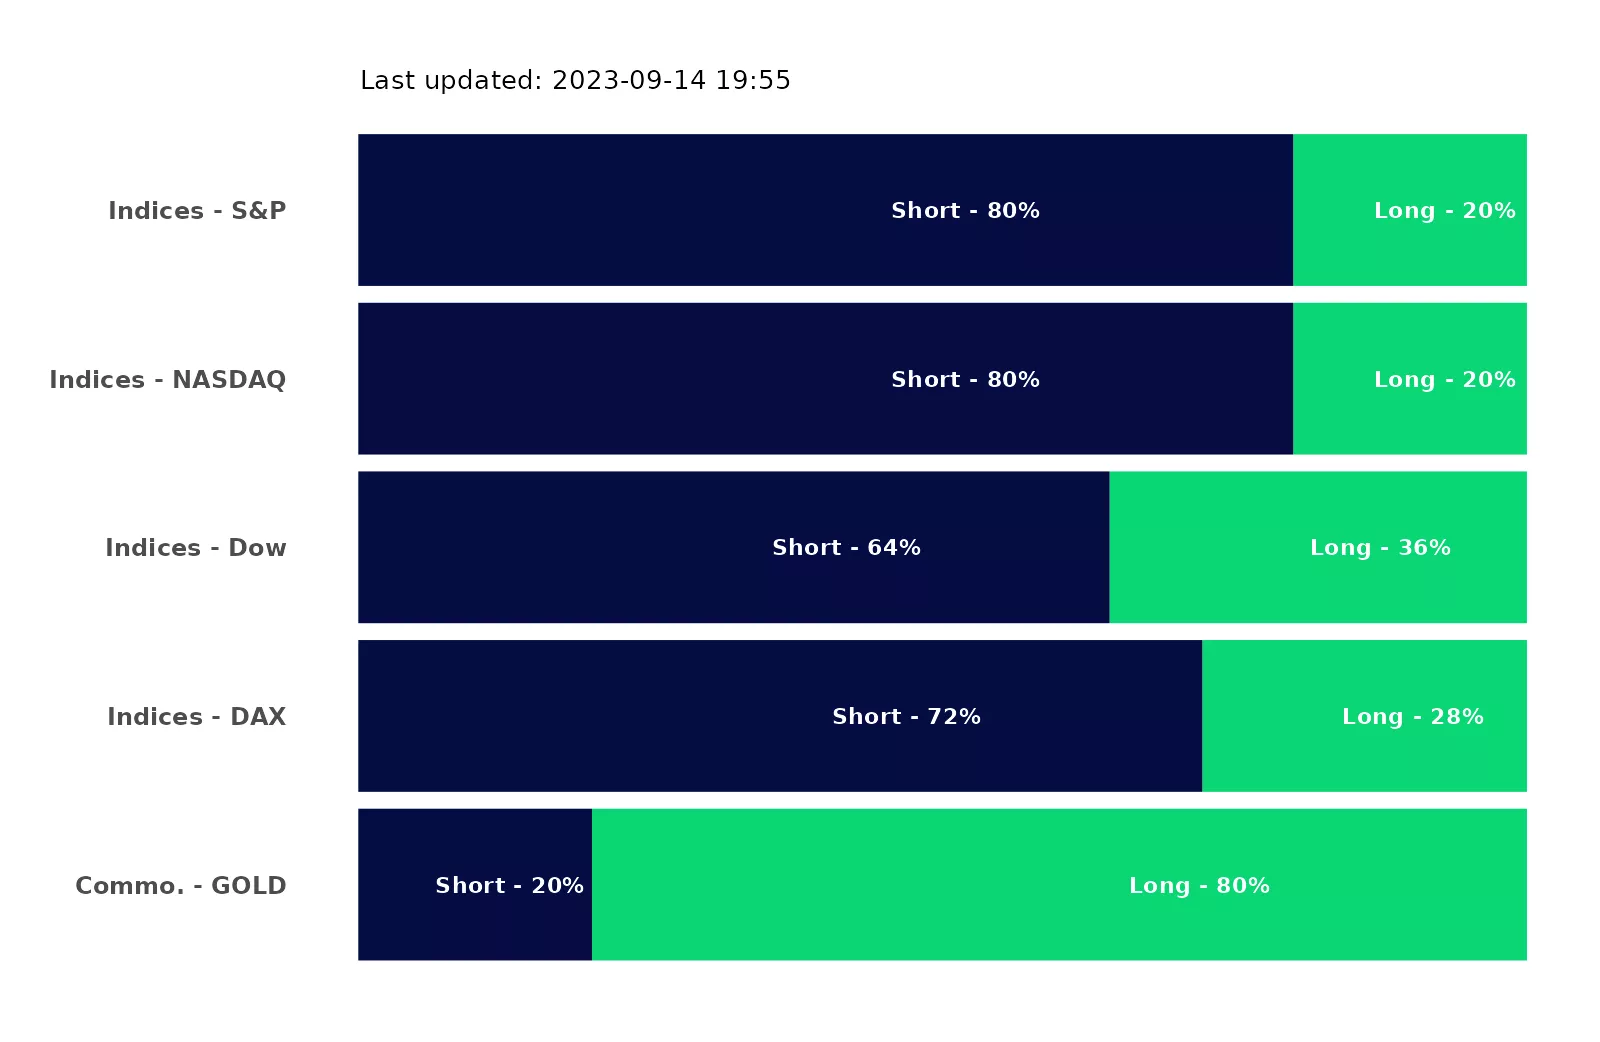 Last updated: 2023-09-14 19:55
Indices - S&P
Short - 80%
Long - 20%
Indices - NASDAQ
Short - 80%
Long - 20%
Indices - Dow
Short - 64%
Long - 36%
Indices - DAX
Short - 72%
Long - 28%
Commo. - GOLD
Short - 20%
Long - 80%